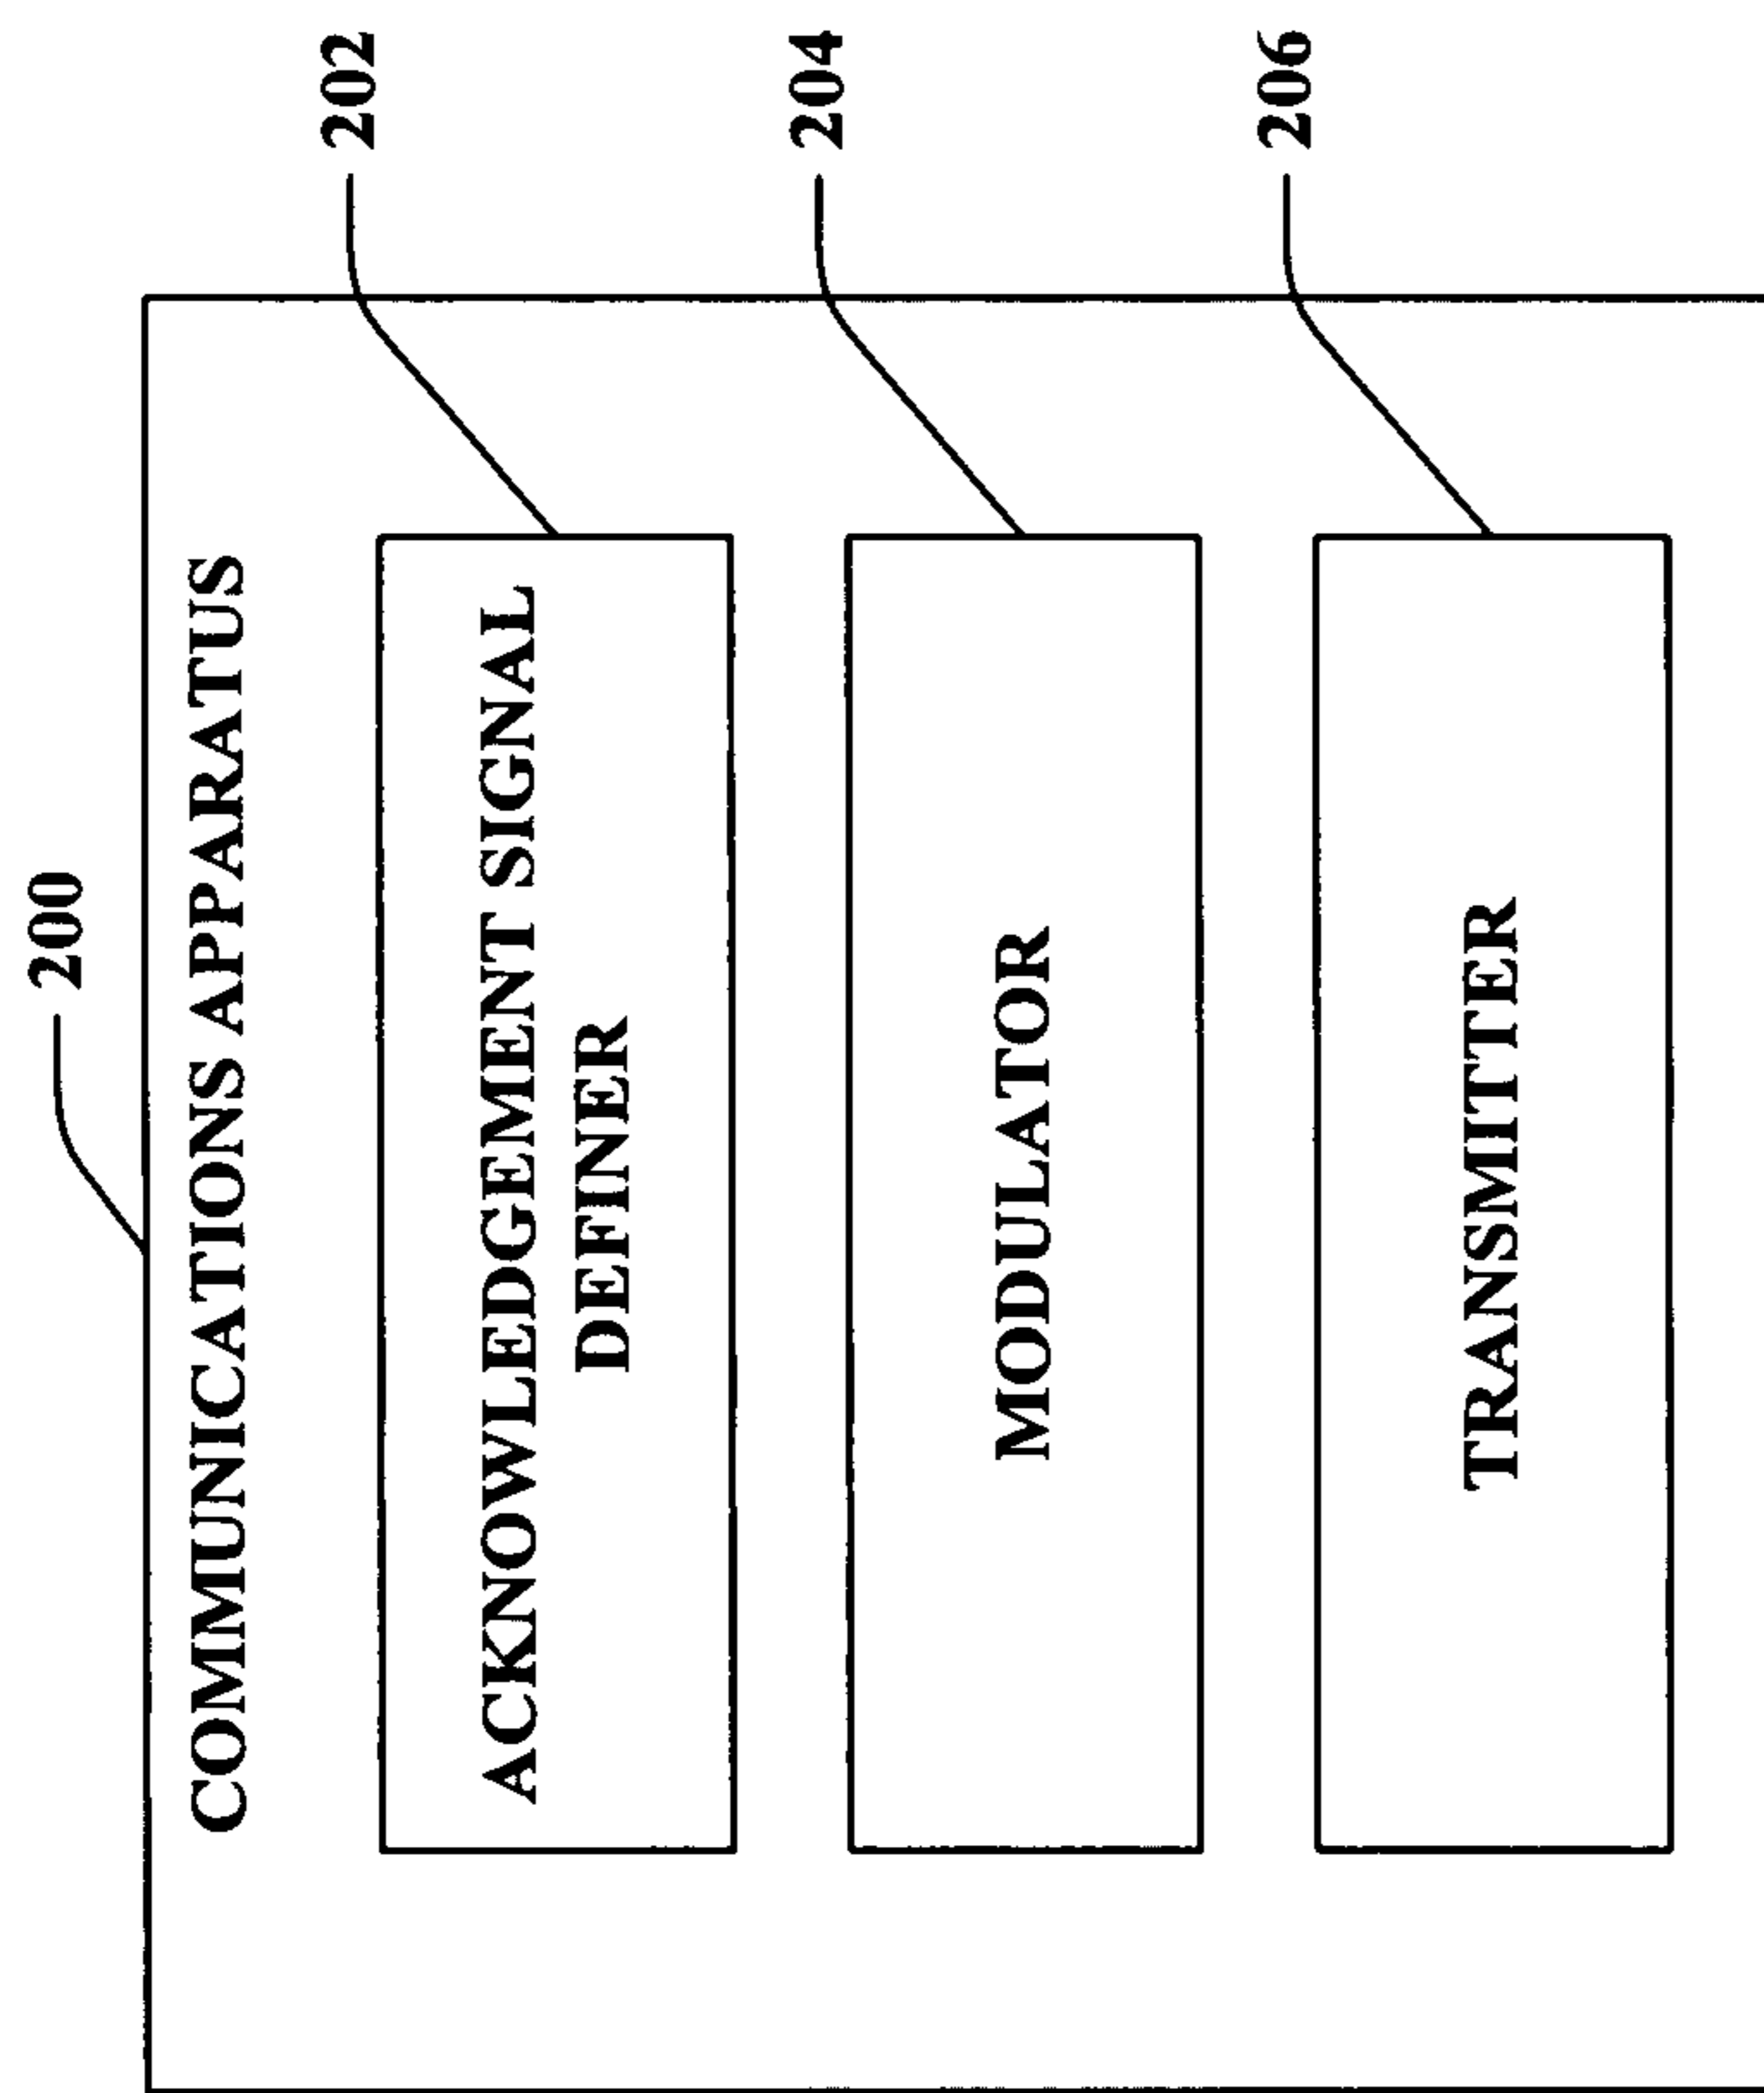 200
COMMUNICATIONS APPARATUS
202
ACKNOWLEDGEMENT SIGNAL
DEFINER
204
MODULATOR
206
TRANSMITTER